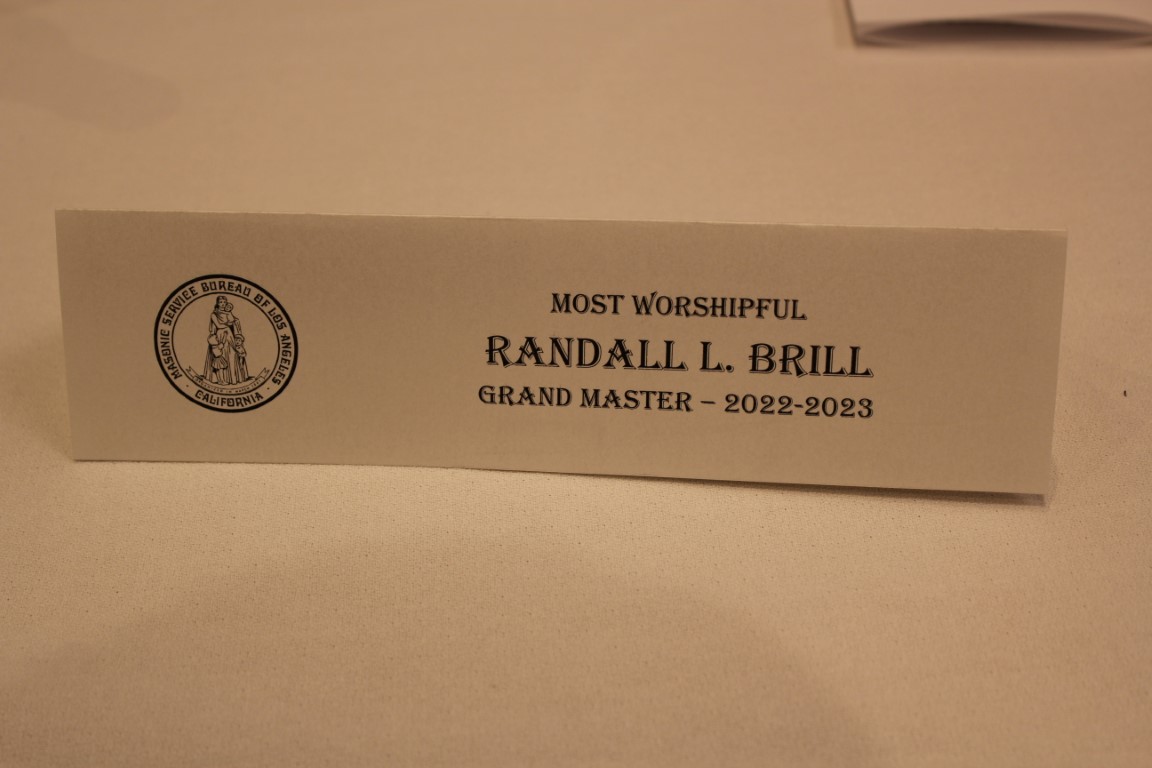 MASONIC SERVICE BUREAU OF LOS ANGELES
· CALIFORNIA ·
MOST WORSHIPFUL
RANDALL L. BRILL
GRAND MASTER – 2022-2023